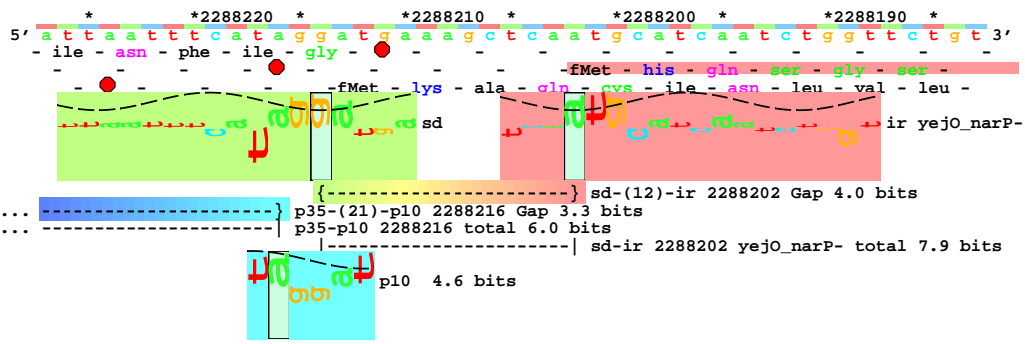 * 2288220 * 2288210 * 2288200 * 2288190 *
5' a t t a a t t t c a t a g g a t g a a a g c t c a a t g c a t c a a t c t g g t t c t g t 3'
- ile - asn - phe - ile - gly - - - - - - - - - -
- - - - - - - -fMet - his - gln - ser - gly - ser -
- - - - -fMet - lys - ala - gln - cys - ile - asn - leu - val - leu -
t t a a t t t c a t a g g a t g a sd
a t g c a t c a a t c t g t ir yejO_narP-
{-----------} sd-(12)-ir 2288202 Gap 4.0 bits
... --------------------} p35-(21)-p10 2288216 Gap 3.3 bits
... --------------------| p35-p10 2288216 total 6.0 bits
|-----------| sd-ir 2288202 yejO_narP- total 7.9 bits
t a g g a t p10 4.6 bits